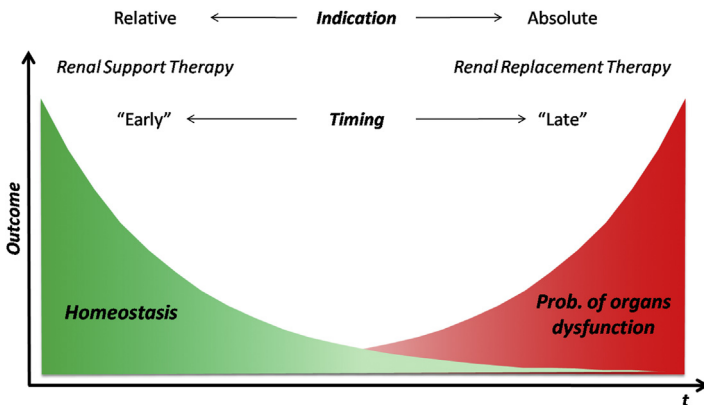 Relative Indication Absolute
Renal Support Therapy Renal Replacement Therapy
“Early” Timing “Late”
Outcome
Homeostasis
Prob. of organs
dysfunction
t